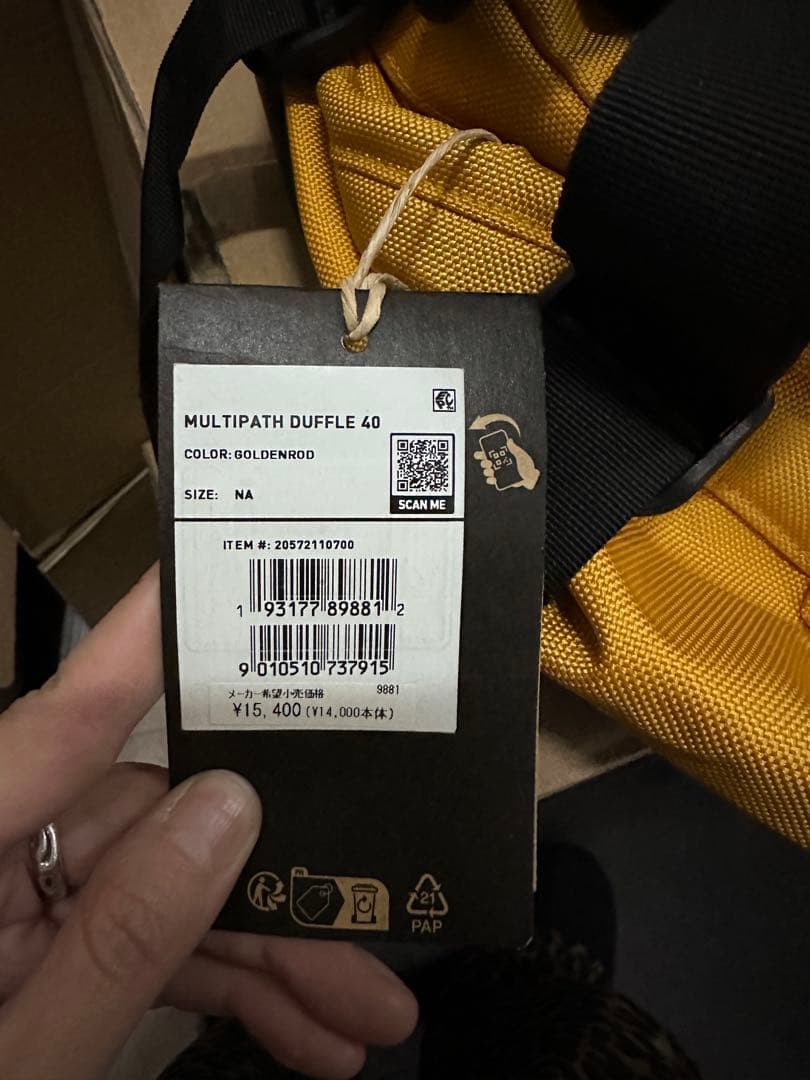 MULTIPATH DUFFLE 40
COLOR: GOLDENROD
SIZE: NA
SCAN ME
ITEM #: 20572110700
1 93177 89881 2
9 010510 737915
メーカー希望小売価格 9881
¥15,400 (¥14,000本体)
FR
21
PAP